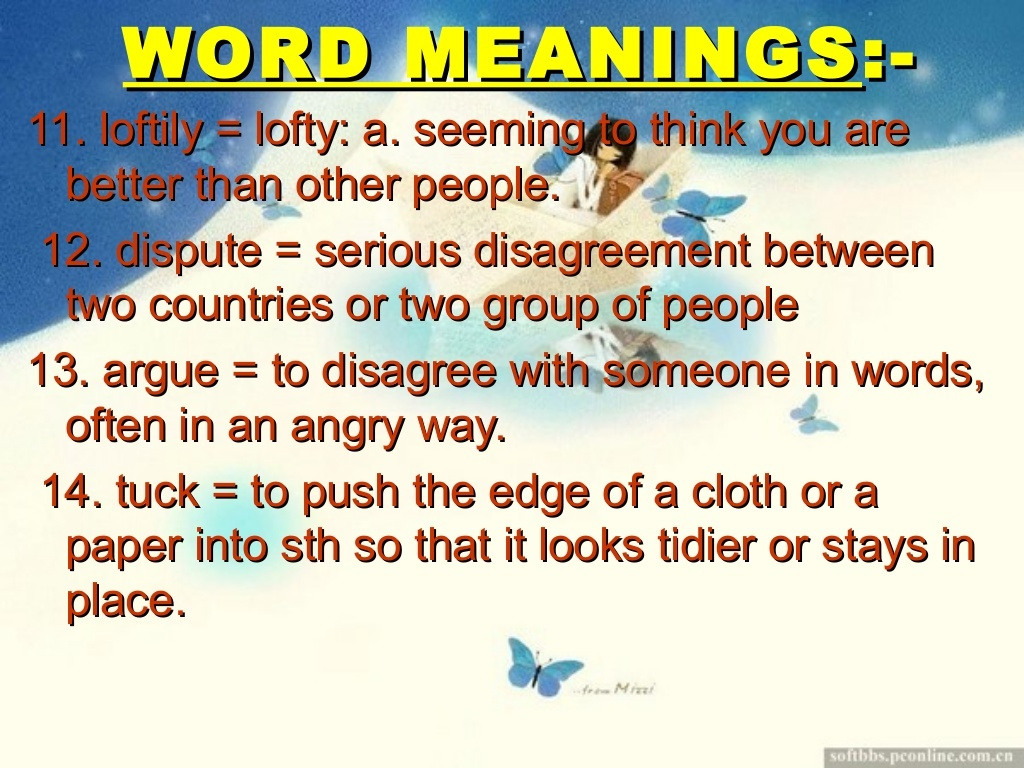 WORD MEANINGS:-
11. loftily = lofty: a. seeming to think you are
better than other people.
12. dispute = serious disagreement between
two countries or two group of people
13. argue = to disagree with someone in words,
often in an angry way.
14. tuck = to push the edge of a cloth or a
paper into sth so that it looks tidier or stays in
place.
...from Mizzi
softbbs.pconline.com.cn